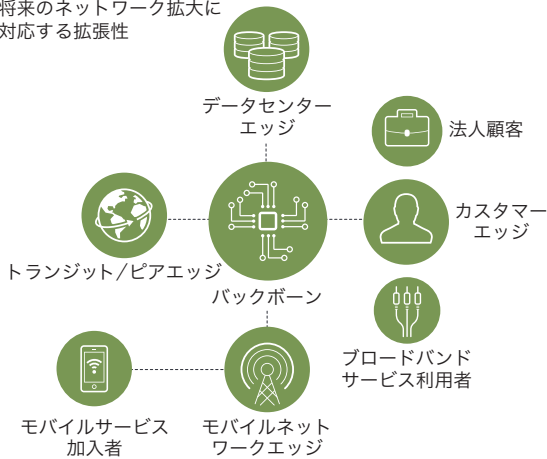 将来のネットワーク拡大に
対応する拡張性
データセンター
エッジ
法人顧客
カスタマー
エッジ
トランジット/ピアエッジ
バックボーン
ブロードバンド
サービス利用者
モバイルサービス
加入者
モバイルネット
ワークエッジ